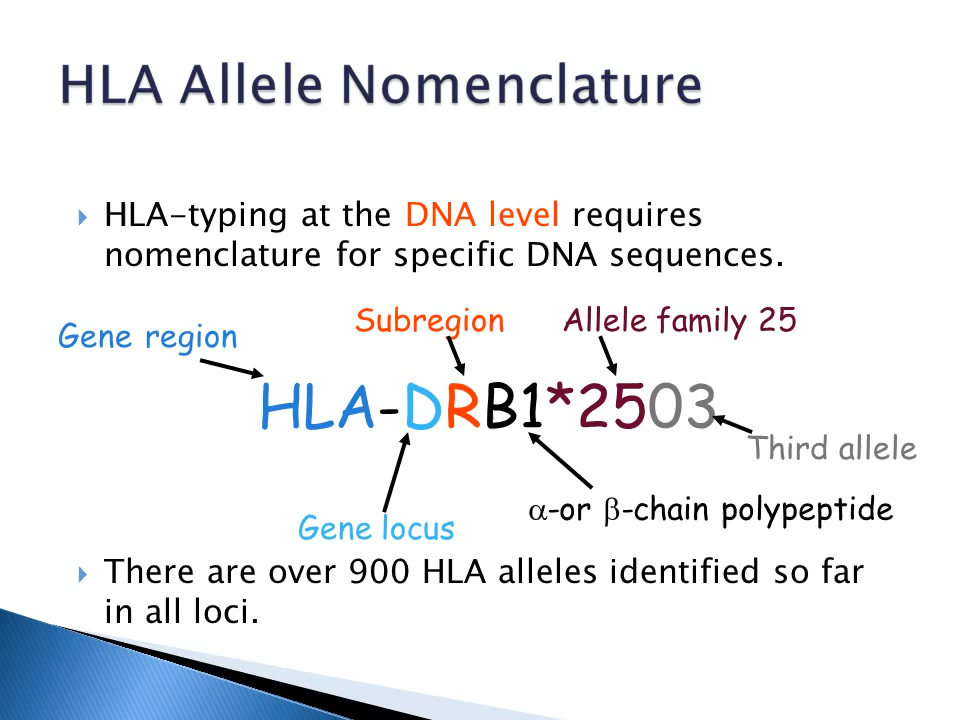 HLA Allele Nomenclature
HLA-typing at the DNA level requires
nomenclature for specific DNA sequences.
Subregion
Allele family 25
Gene region
HLA-DRB1*2503
Third allele
α-or β-chain polypeptide
Gene locus
There are over 900 HLA alleles identified so far
in all loci.